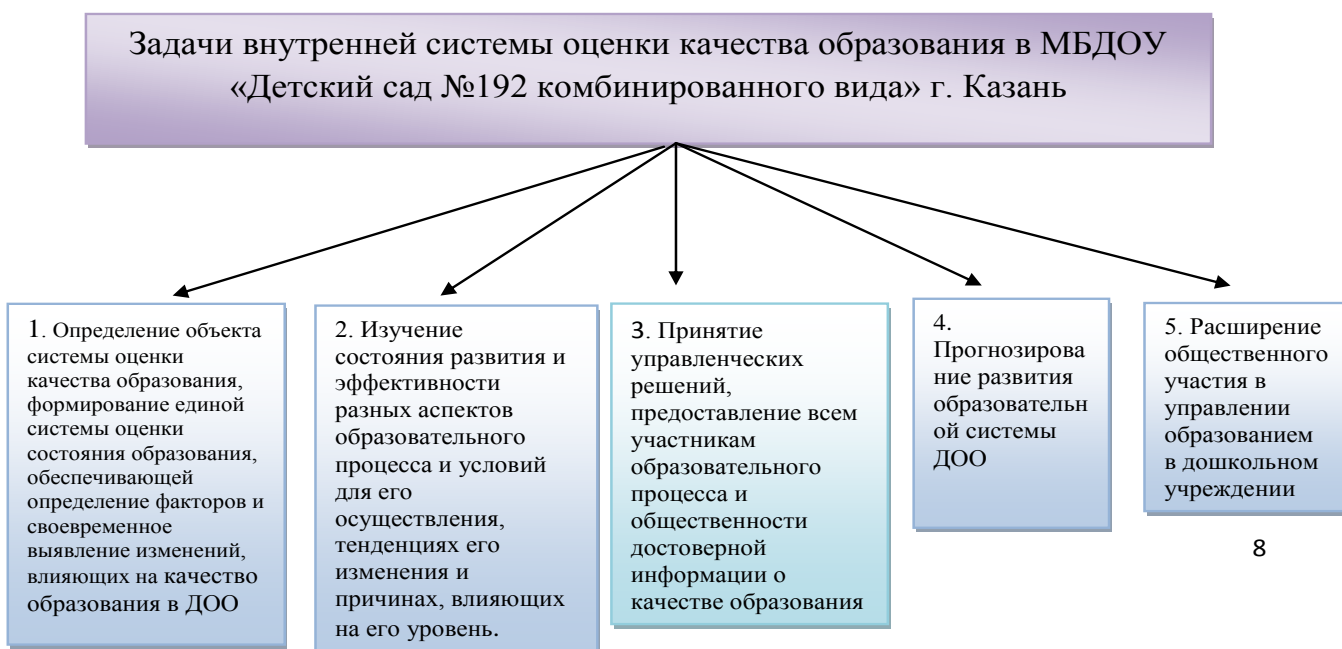 Задачи внутренней системы оценки качества образования в МБДОУ
«Детский сад №192 комбинированного вида» г. Казань
1. Определение объекта
системы оценки
качества образования,
формирование единой
системы оценки
состояния образования,
обеспечивающей
определение факторов и
своевременное
выявление изменений,
влияющих на качество
образования в ДОО
2. Изучение
состояния развития и
эффективности
разных аспектов
образовательного
процесса и условий
для его
осуществления,
тенденциях его
изменения и
причинах, влияющих
на его уровень.
3. Принятие
управленческих
решений,
предоставление всем
участникам
образовательного
процесса и
общественности
достоверной
информации о
качестве образования
4.
Прогнозирова
ние развития
образовательн
ой системы
ДОО
5. Расширение
общественного
участия в
управлении
образованием
в дошкольном
учреждении
8